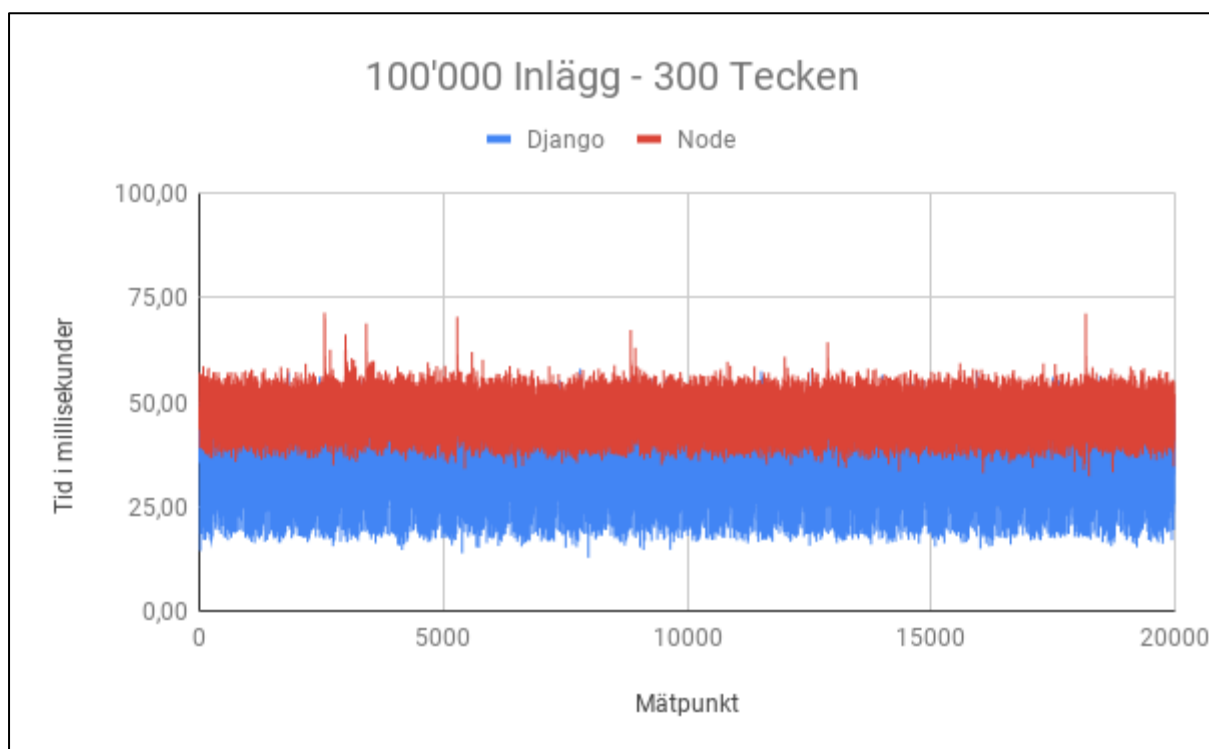 100'000 Inlägg - 300 Tecken
Django Node
100,00
75,00
50,00
25,00
0,00
Tid i millisekunder
0 5000 10000 15000 20000
Mätpunkt